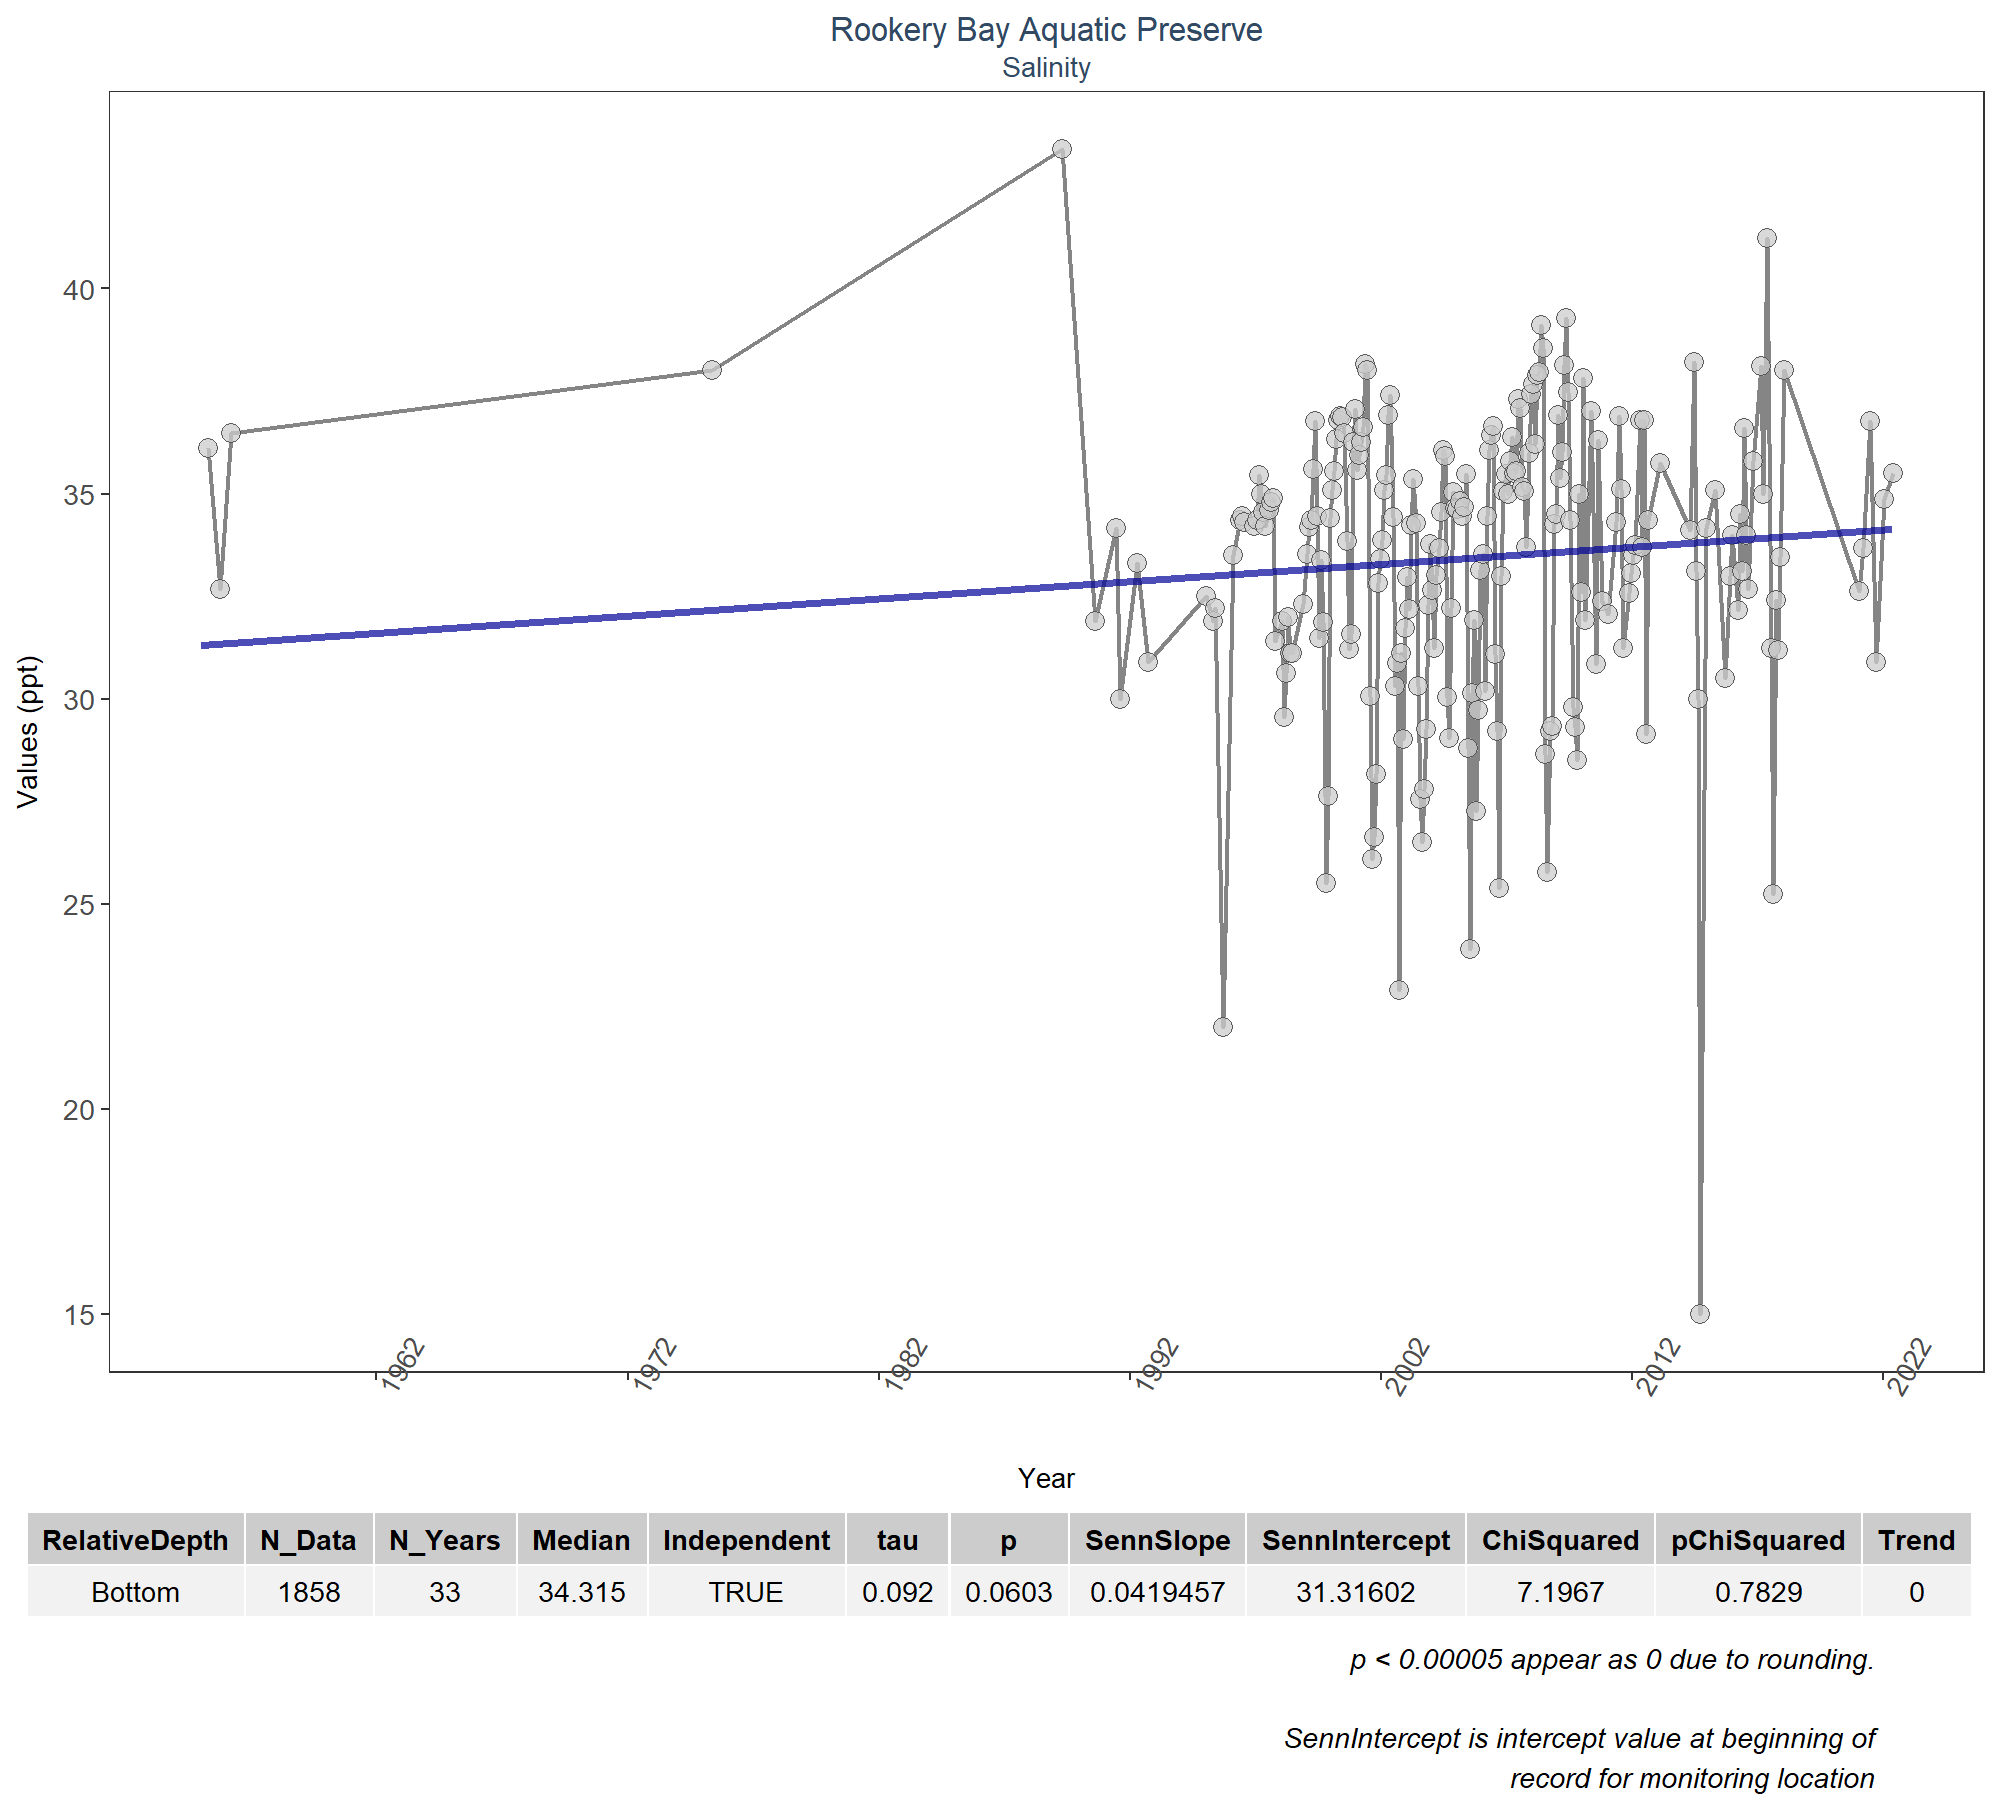 Rookery Bay Aquatic Preserve
Salinity
40
35
30
25
20
15
Values (ppt)
1962
1972
1982
1992
2002
2012
2022
Year
RelativeDepth N_Data N_Years Median Independent tau p SennSlope SennIntercept ChiSquared pChiSquared Trend
Bottom 1858 33 34.315 TRUE 0.092 0.0603 0.0419457 31.31602 7.1967 0.7829 0
p < 0.00005 appear as 0 due to rounding.
SennIntercept is intercept value at beginning of
record for monitoring location